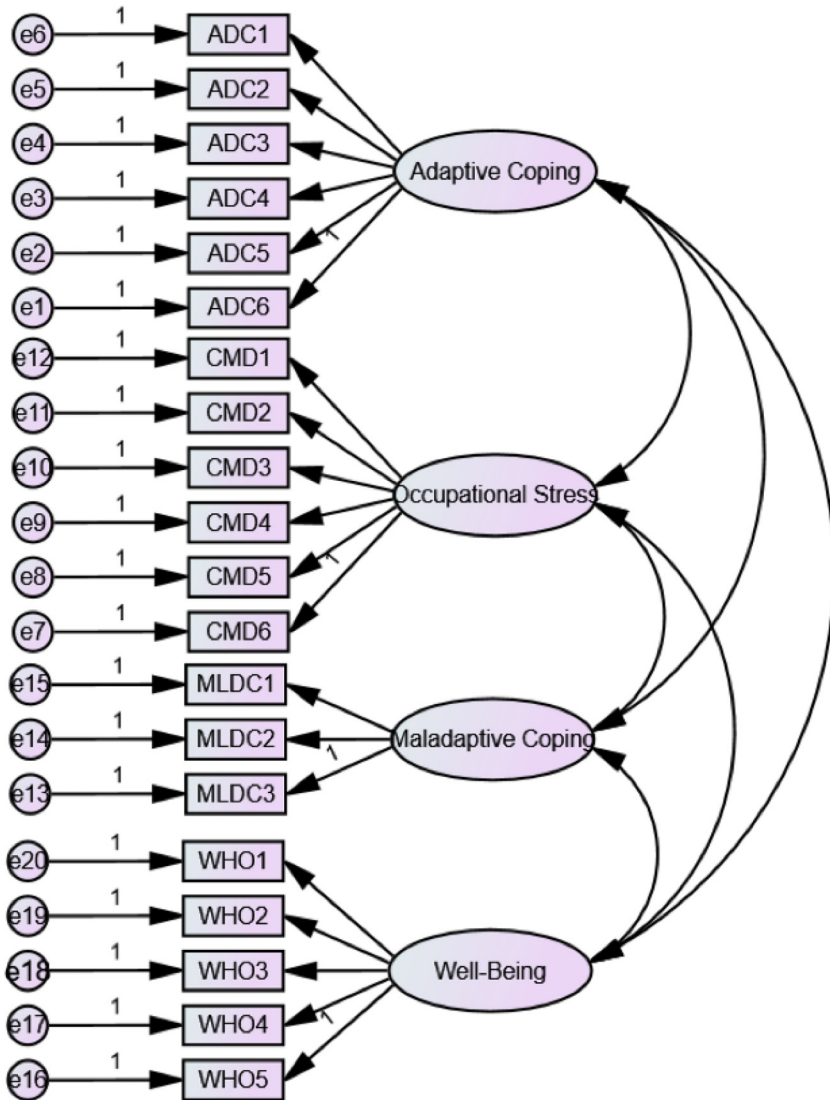 1
e6 ADC1
1
e5 ADC2
1
e4 ADC3
Adaptive Coping
1
e3 ADC4
1
e2 ADC5
1
1
e1 ADC6
1
e12 CMD1
1
e11 CMD2
1
e10 CMD3
Occupational Stress
1
e9 CMD4
1
e8 CMD5
1
1
e7 CMD6
1
e15 MLDC1
1
e14 MLDC2
Maladaptive Coping
1
1
e13 MLDC3
1
e20 WHO1
1
e19 WHO2
1
e18 WHO3
Well-Being
1
e17 WHO4
1
1
e16 WHO5